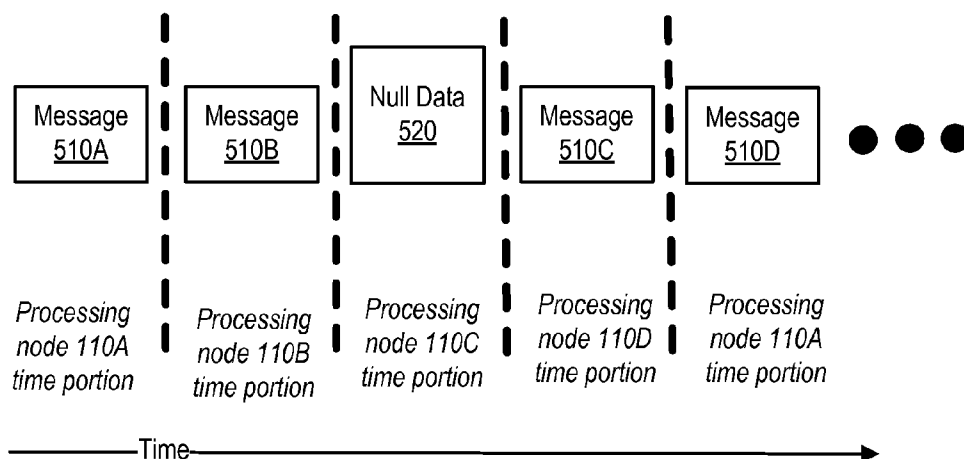 Message
510A
Message
510B
Null Data
520
Message
510C
Message
510D
Processing
node 110A
time portion
Processing
node 110B
time portion
Processing
node 110C
time portion
Processing
node 110D
time portion
Processing
node 110A
time portion
Time